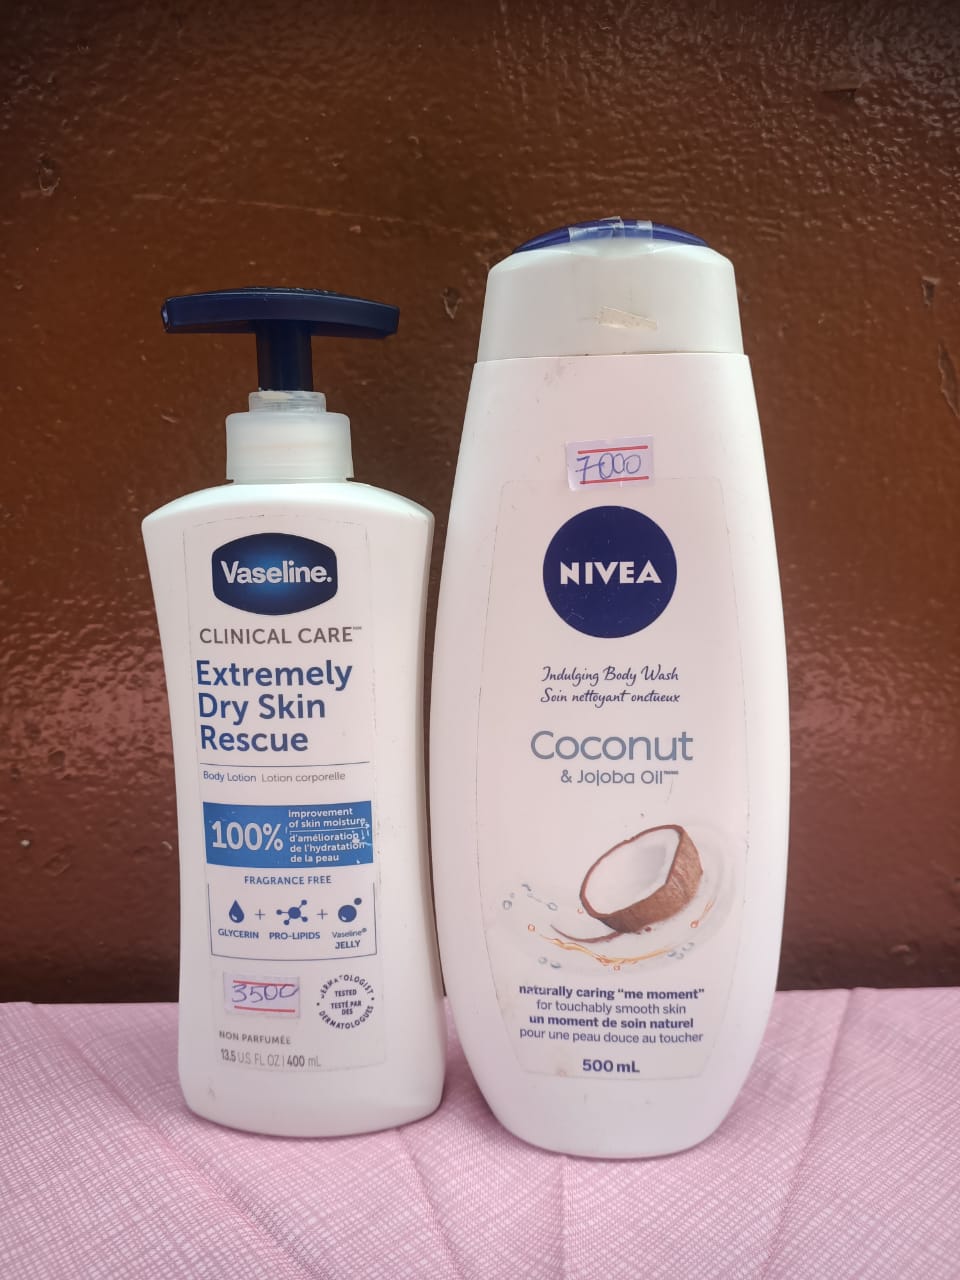 Vaseline.
CLINICAL CARE™
Extremely
Dry Skin
Rescue
Body Lotion Lotion corporelle
100%
improvement
of skin moisture
d'amélioration
de l'hydratation
de la peau
FRAGRANCE FREE
GLYCERIN + PRO-LIPIDS + Vaseline® JELLY
3500
DERMATOLOGIST
TESTED
TESTÉ PAR
DES
DERMATOLOGUES
NON PARFUMÉE
13.5 U.S. FL OZ | 400 mL
7000
NIVEA
Indulging Body Wash
Soin nettoyant onctueux
Coconut
& Jojoba Oil™
naturally caring "me moment"
for touchably smooth skin
un moment de soin naturel
pour une peau douce au toucher
500 mL